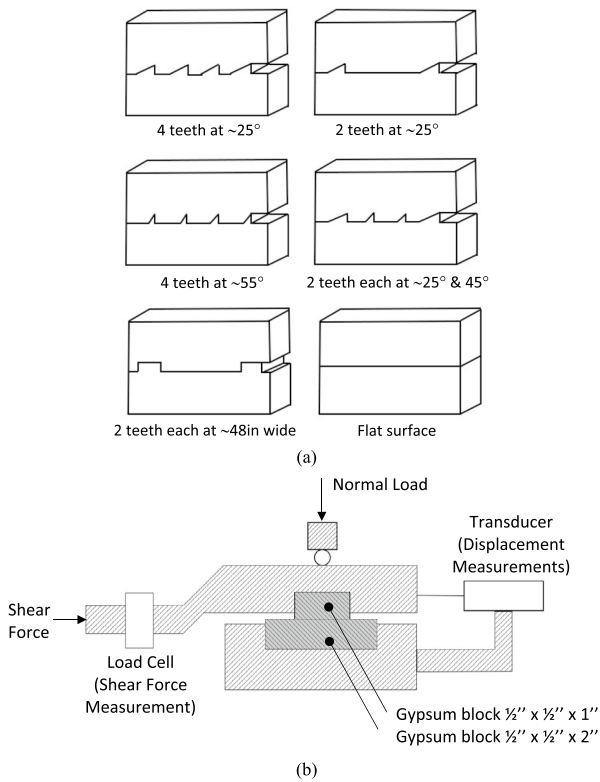 4 teeth at ~25°
2 teeth at ~25°
4 teeth at ~55°
2 teeth each at ~25° & 45°
2 teeth each at ~48in wide
Flat surface
(a)
Normal Load
Transducer
(Displacement
Measurements)
Shear
Force
Load Cell
(Shear Force
Measurement)
Gypsum block ½’’ x ½’’ x 1’’
Gypsum block ½’’ x ½’’ x 2’’
(b)